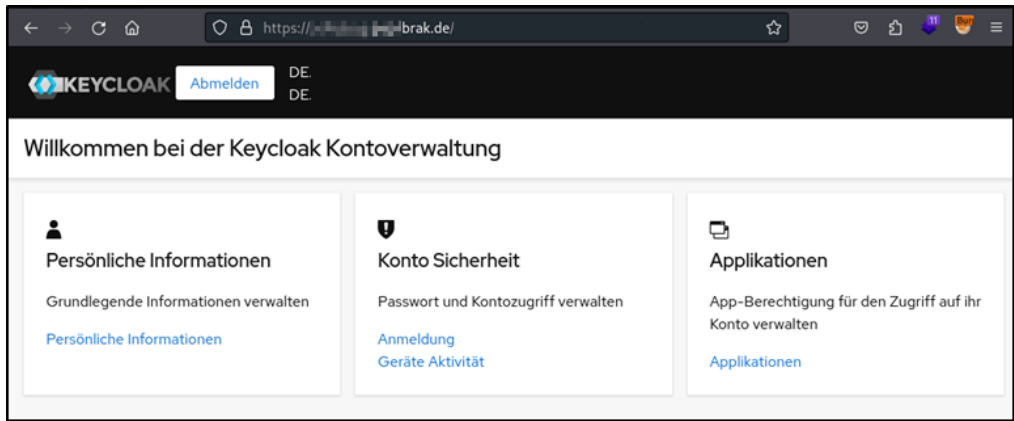 https://
brak.de/
11
Bur
KEYCLOAK
Abmelden
DE.
DE.
Willkommen bei der Keycloak Kontoverwaltung
Persönliche Informationen
Grundlegende Informationen verwalten
Persönliche Informationen
Konto Sicherheit
Passwort und Kontozugriff verwalten
Anmeldung
Geräte Aktivität
Applikationen
App-Berechtigung für den Zugriff auf ihr
Konto verwalten
Applikationen